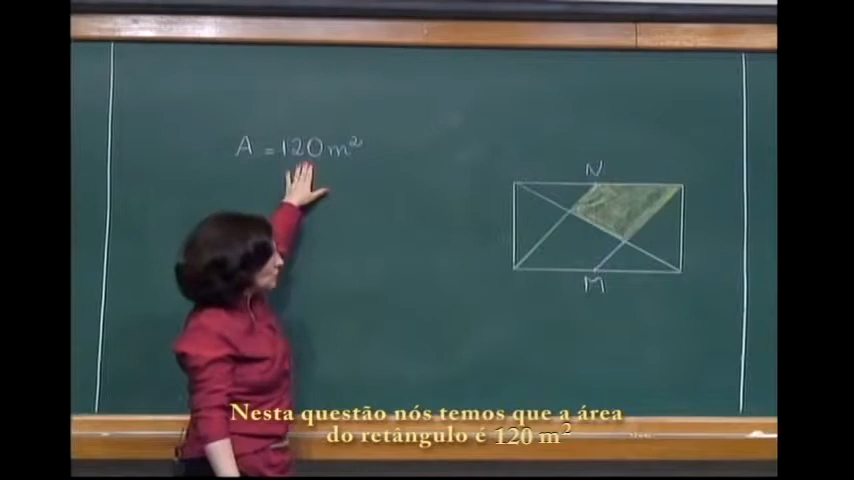 A = 120 m²
N
M
Nesta questão nós temos que a área
do retângulo é 120 m²